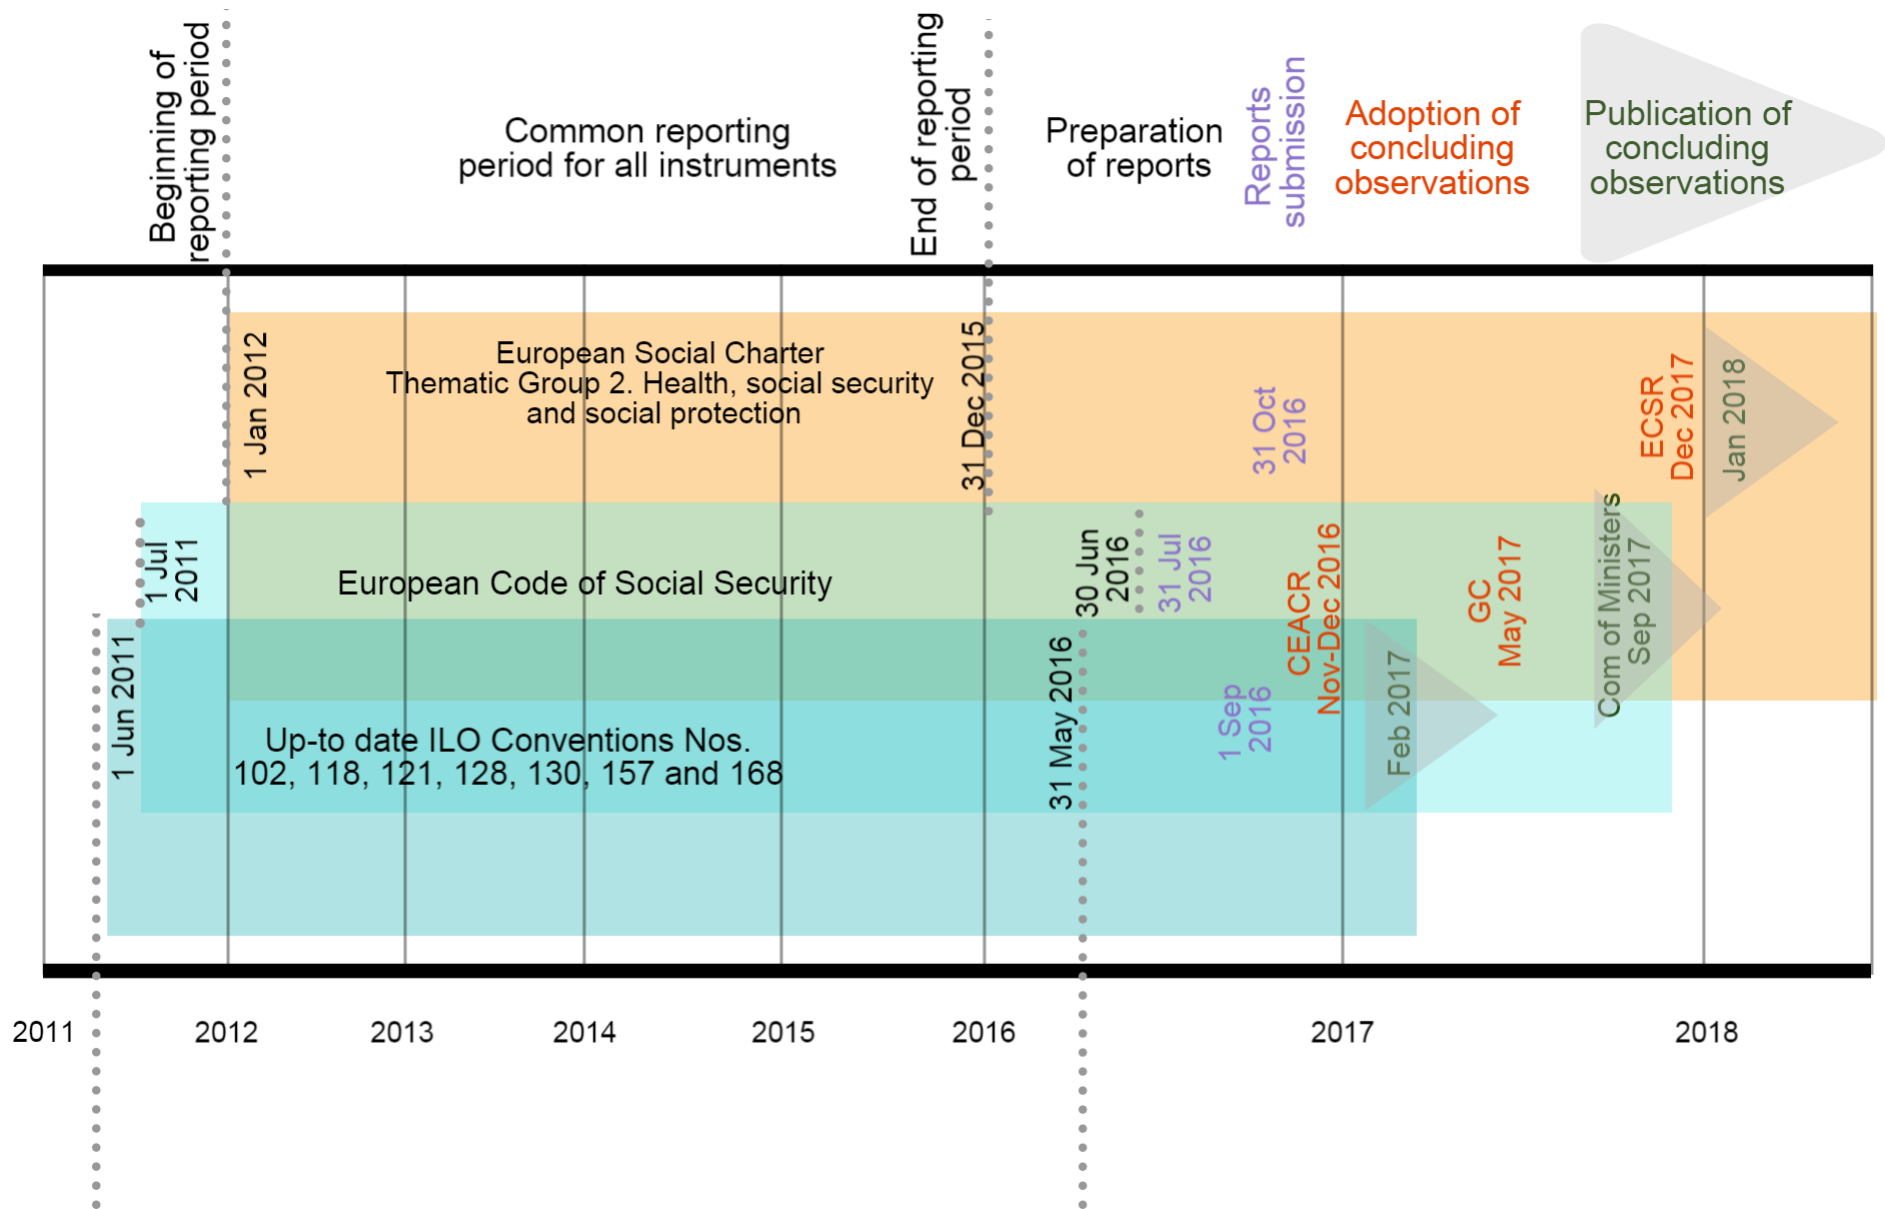 Beginning of
reporting period
Common reporting
period for all instruments
End of reporting
period
Preparation
of reports
Reports
submission
Adoption of
concluding
observations
Publication of
concluding
observations
1 Jan 2012
European Social Charter
Thematic Group 2. Health, social security
and social protection
31 Dec 2015
31 Oct
2016
ECSR
Dec 2017
Jan 2018
1 Jul
2011
European Code of Social Security
30 Jun
2016
31 Jul
2016
CEACR
Nov-Dec 2016
GC
May 2017
Com of Ministers
Sep 2017
1 Jun 2011
Up-to date ILO Conventions Nos.
102, 118, 121, 128, 130, 157 and 168
31 May 2016
1 Sep
2016
Feb 2017
2011 2012 2013 2014 2015 2016 2017 2018